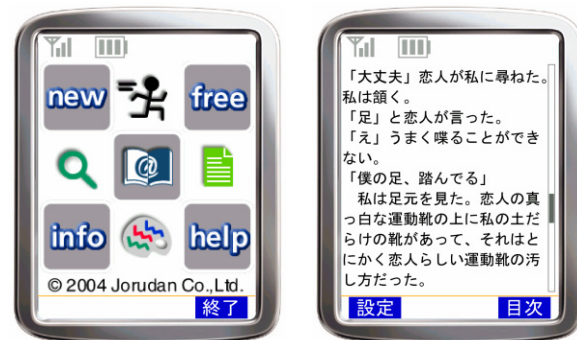 new
free
@
info
help
© 2004 Jorudan Co.,Ltd.
終了
「大丈夫」恋人が私に尋ねた。
私は頷く。
「足」と恋人が言った。
「え」うまく喋ることができ
ない。
「僕の足、踏んでる」
　私は足元を見た。恋人の真
っ白な運動靴の上に私の土だ
らけの靴があって、それはと
にかく恋人らしい運動靴の汚
し方だった。
設定
目次